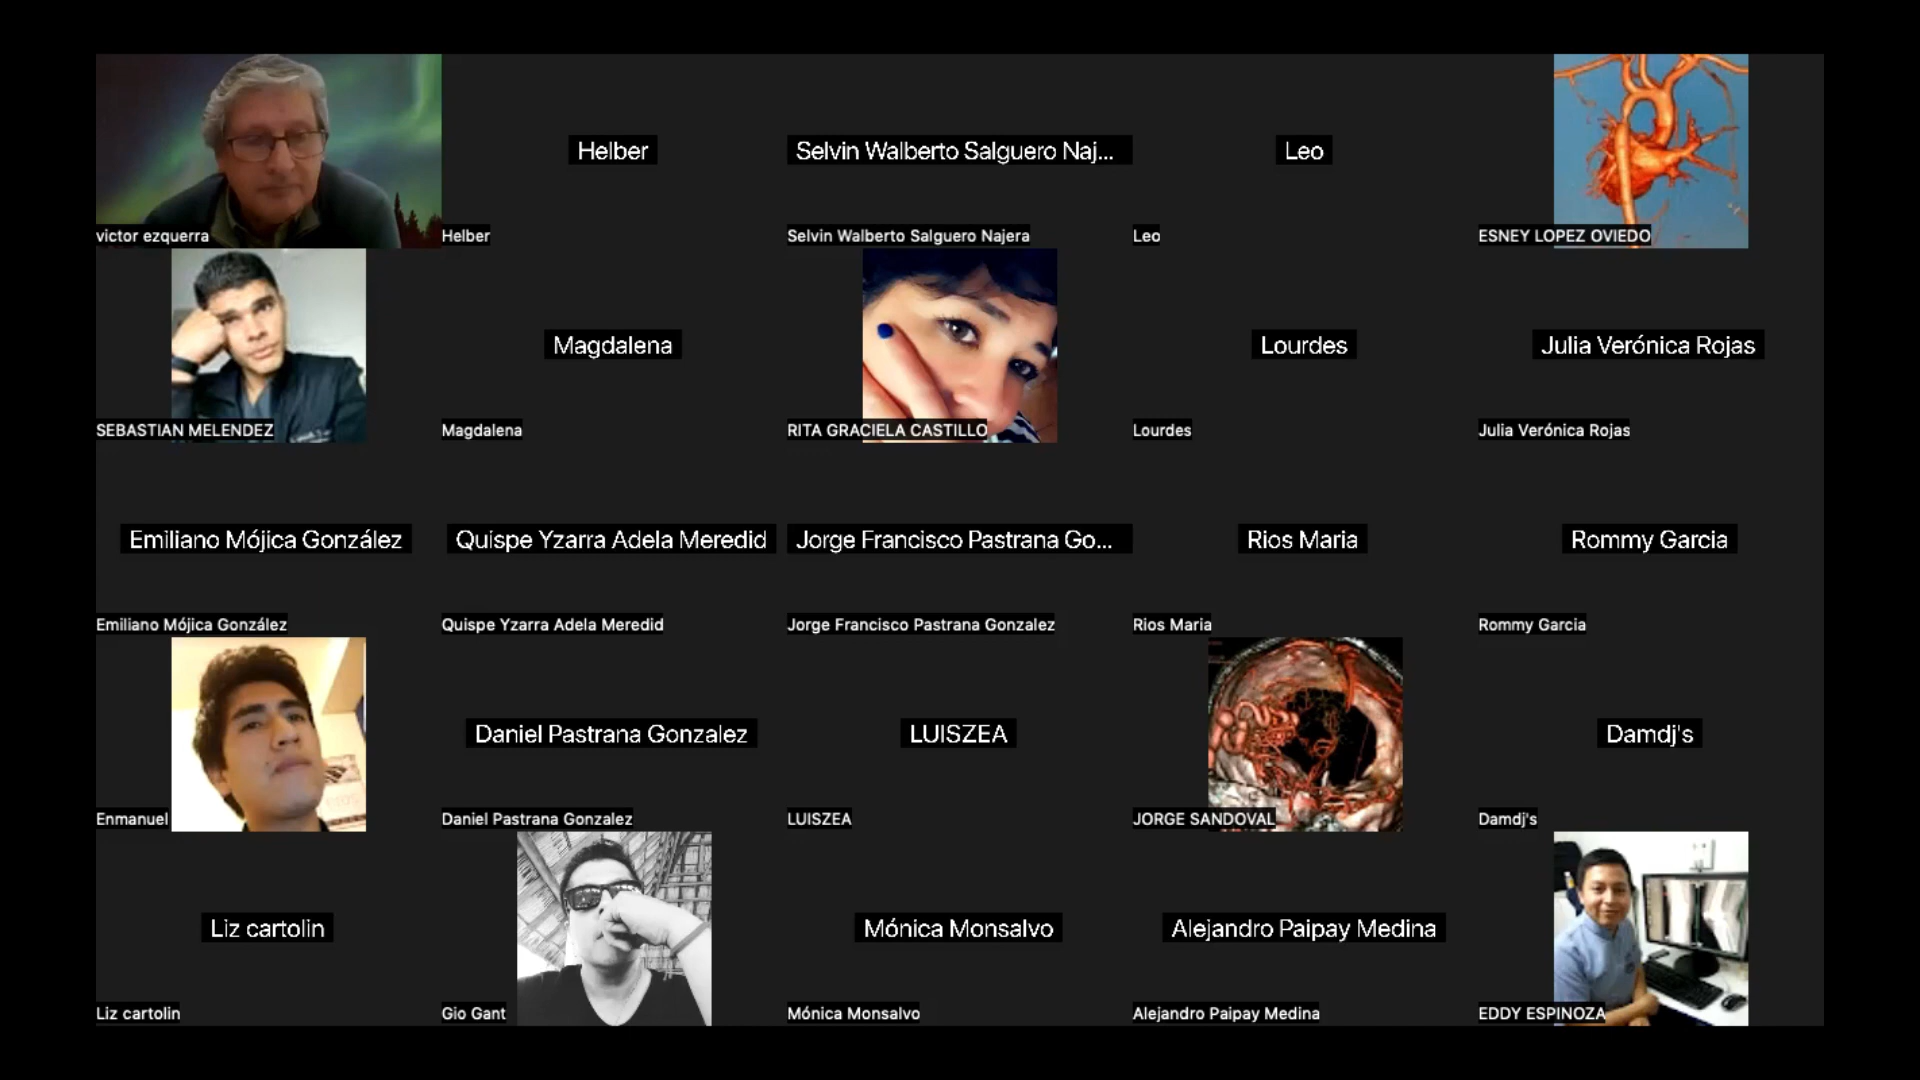 victor ezquerra
Helber
Helber
Selvin Walberto Salguero Naj...
Selvin Walberto Salguero Najera
Leo
Leo
ESNEY LOPEZ OVIEDO
SEBASTIAN MELENDEZ
Magdalena
Magdalena
RITA GRACIELA CASTILLO
Lourdes
Lourdes
Julia Verónica Rojas
Julia Verónica Rojas
Emiliano Mójica González
Emiliano Mójica González
Quispe Yzarra Adela Meredid
Quispe Yzarra Adela Meredid
Jorge Francisco Pastrana Go...
Jorge Francisco Pastrana Gonzalez
Rios Maria
Rios Maria
Rommy Garcia
Rommy Garcia
Enmanuel
Daniel Pastrana Gonzalez
Daniel Pastrana Gonzalez
LUISZEA
LUISZEA
JORGE SANDOVAL
Damdj's
Damdj's
Liz cartolin
Liz cartolin
Gio Gant
Mónica Monsalvo
Mónica Monsalvo
Alejandro Paipay Medina
Alejandro Paipay Medina
EDDY ESPINOZA